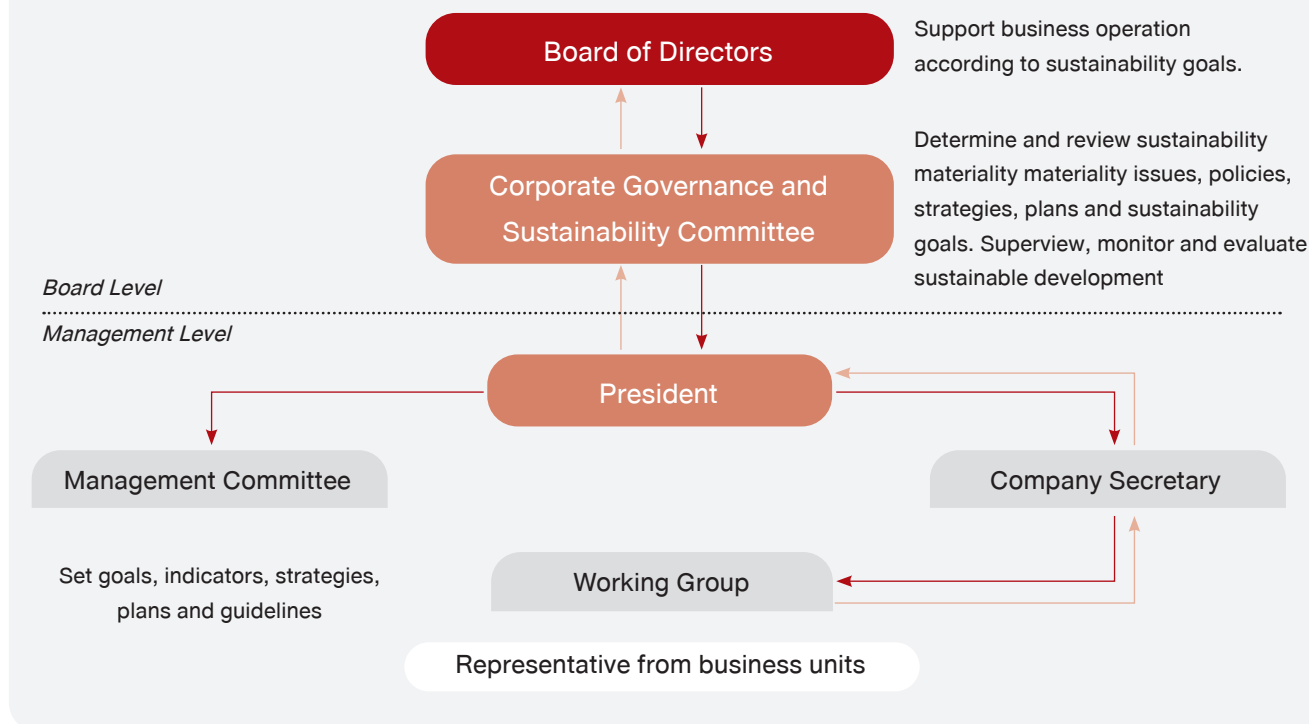 Board of Directors
Support business operation
according to sustainability goals.
Corporate Governance and
Sustainability Committee
Determine and review sustainability
materiality materiality issues, policies,
strategies, plans and sustainability
goals. Superview, monitor and evaluate
sustainable development
Board Level
Management Level
President
Management Committee
Company Secretary
Set goals, indicators, strategies,
plans and guidelines
Working Group
Representative from business units